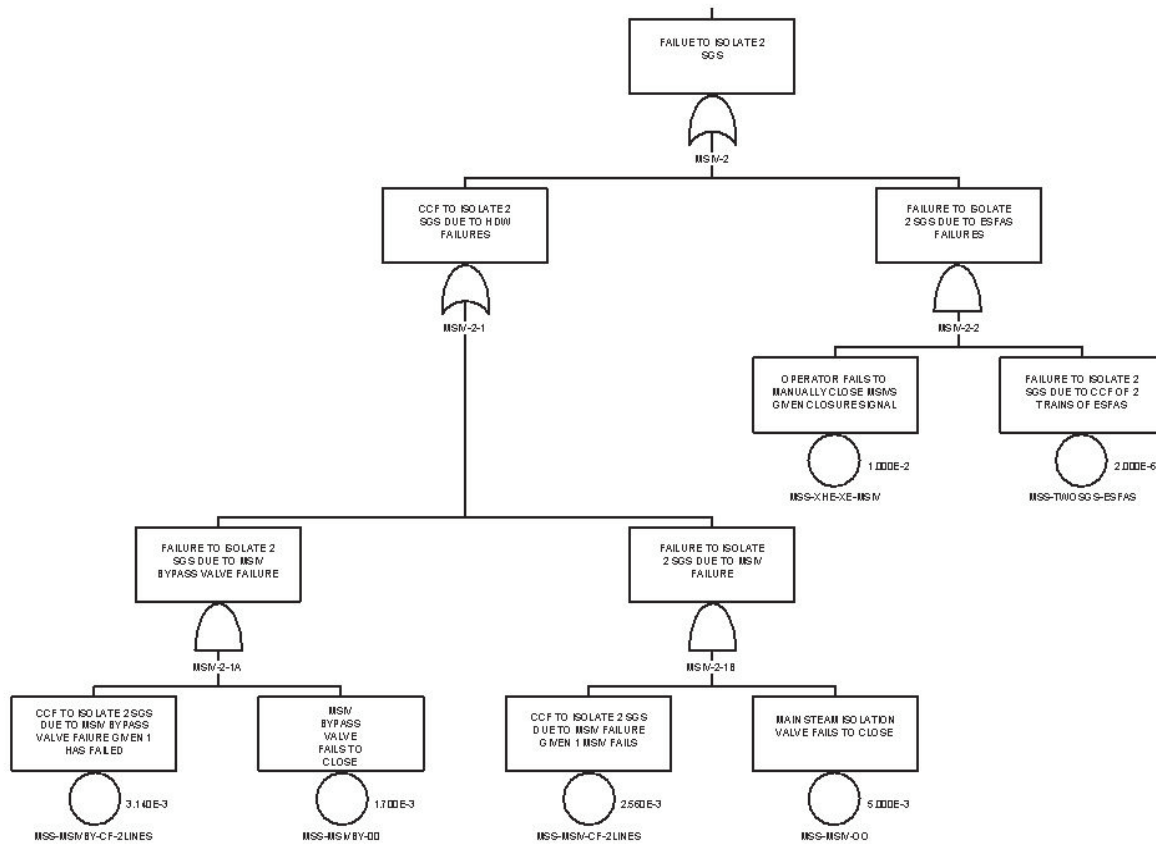 FAILUE TO ISOLATE 2
SGS
MSIV-2
CCF TO ISOLATE 2
SGS DUE TO HDW
FAILURES
FAILURE TO ISOLATE
2 SGS DUE TO ESFAS
FAILURES
MSIV-2-1
MSIV-2-2
OPERATOR FAILS TO
MANUALLY CLOSE MSIVS
GIVEN CLOSURE SIGNAL
1.000E-2
MSS-XHE-XE-MSIV
FAILURE TO ISOLATE 2
SGS DUE TO CCF OF 2
TRAINS OF ESFAS
2.000E-6
MSS-TWOSGS-ESFAS
FAILURE TO ISOLATE 2
SGS DUE TO MSIV
BYPASS VALVE FAILURE
MSIV-2-1A
FAILURE TO ISOLATE
2 SGS DUE TO MSIV
FAILURE
MSIV-2-1B
CCF TO ISOLATE 2 SGS
DUE TO MSIV BYPASS
VALVE FAIURE GIVEN 1
HAS FAILED
3.140E-3
MSS-MSIVBY-CF-2LINES
MSIV
BYPASS
VALVE
FAILS TO
CLOSE
1.700E-3
MSS-MSIVBY-OO
CCF TO ISOLATE 2 SGS
DUE TO MSIV FAILURE
GIVEN 1 MSIV FAILS
2.560E-3
MSS-MSIV-CF-2LINES
MAIN STEAM ISOLATION
VALVE FAILS TO CLOSE
5.000E-3
MSS-MSIV-OO